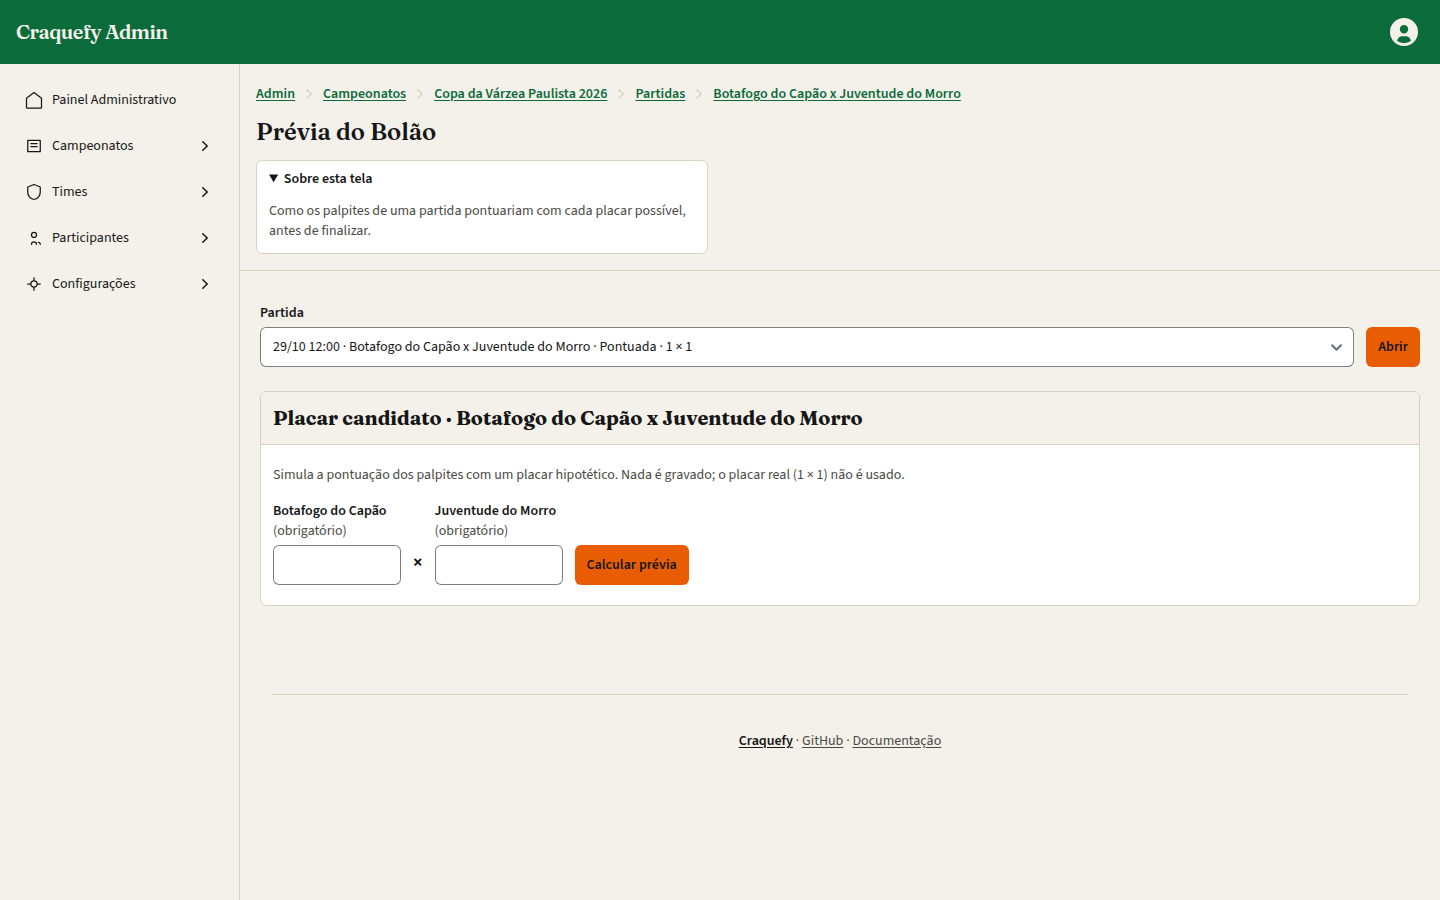 Craquefy Admin
Painel Administrativo
Campeonatos
Times
Participantes
Configurações
Admin
Campeonatos
Copa da Várzea Paulista 2026
Partidas
Botafogo do Capão x Juventude do Morro
Prévia do Bolão
▼ Sobre esta tela
Como os palpites de uma partida pontuariam com cada placar possível,
antes de finalizar.
Partida
29/10 12:00 · Botafogo do Capão x Juventude do Morro · Pontuada · 1 × 1
Abrir
Placar candidato · Botafogo do Capão x Juventude do Morro
Simula a pontuação dos palpites com um placar hipotético. Nada é gravado; o placar real (1 × 1) não é usado.
Botafogo do Capão
(obrigatório)
×
Juventude do Morro
(obrigatório)
Calcular prévia
Craquefy · GitHub · Documentação